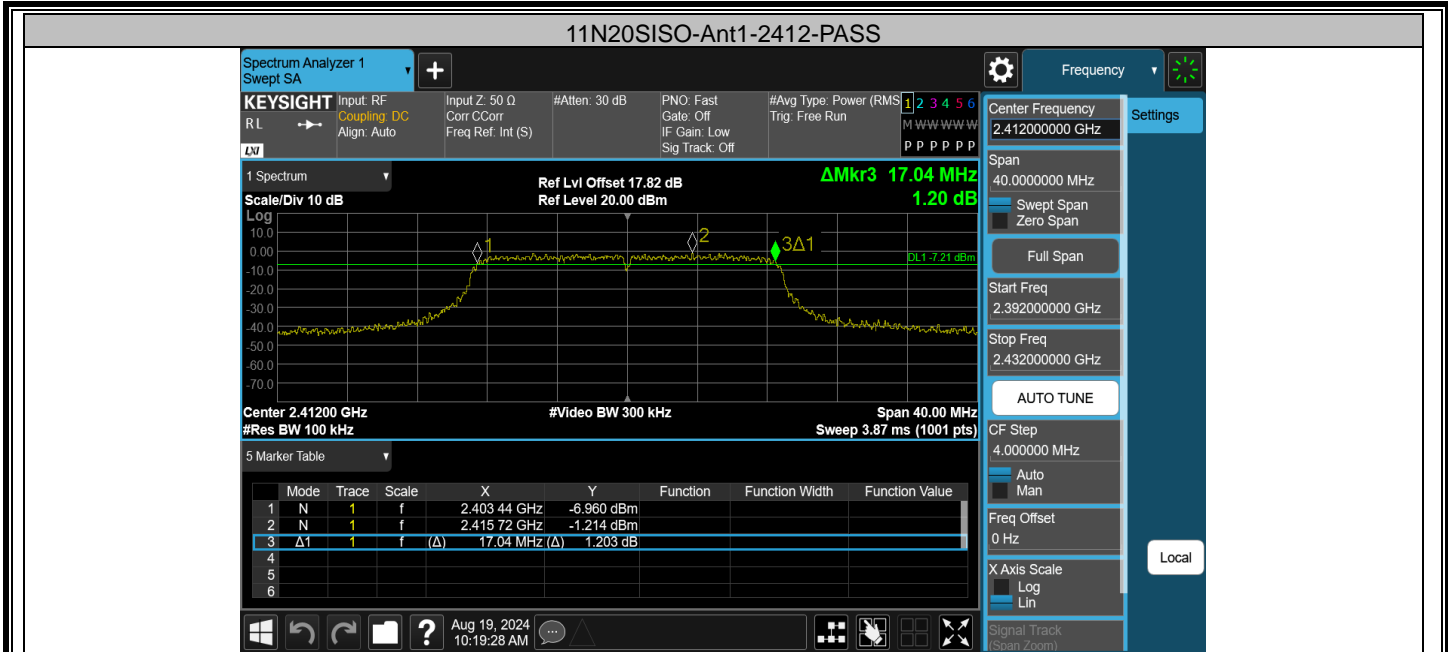 11N20SISO-Ant1-2412-PASS
Spectrum Analyzer 1
Swept SA
+
Frequency
KEYSIGHT Input: RF Input Z: 50 Ω #Atten: 30 dB PNO: Fast #Avg Type: Power (RMS 1 2 3 4 5 6
RL Coupling: DC Corr CCorr Gate: Off Trig: Free Run M W W W W W
Align: Auto Freq Ref: Int (S) IF Gain: Low
LXI Sig Track: Off P P P P P P
1 Spectrum
Ref Lvl Offset 17.82 dB ΔMkr3 17.04 MHz
Scale/Div 10 dB Ref Level 20.00 dBm 1.20 dB
Log
10.0
0.00
-10.0
-20.0
-30.0
-40.0
-50.0
-60.0
-70.0
1
2
3Δ1
DL1 -7.21 dBm
Center 2.41200 GHz #Video BW 300 kHz Span 40.00 MHz
#Res BW 100 kHz Sweep 3.87 ms (1001 pts)
5 Marker Table
Mode Trace Scale X Y Function Function Width Function Value
1 N 1 f 2.403 44 GHz -6.960 dBm
2 N 1 f 2.415 72 GHz -1.214 dBm
3 Δ1 1 f (Δ) 17.04 MHz (Δ) 1.203 dB
4
5
6
?
Aug 19, 2024
10:19:28 AM
Center Frequency
2.412000000 GHz
Span
40.0000000 MHz
Swept Span
Zero Span
Full Span
Start Freq
2.392000000 GHz
Stop Freq
2.432000000 GHz
AUTO TUNE
CF Step
4.000000 MHz
Auto
Man
Freq Offset
0 Hz
X Axis Scale
Log
Lin
Signal Track
(Span Zoom)
Settings
Local